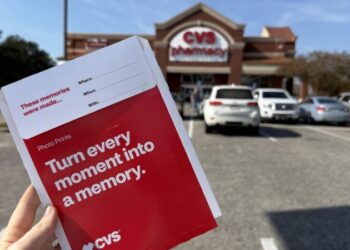 CVS
pharmacy
These memories
were made...
Where:
When:
With:
Photo Prints
Turn every
moment into
a memory.
CVS